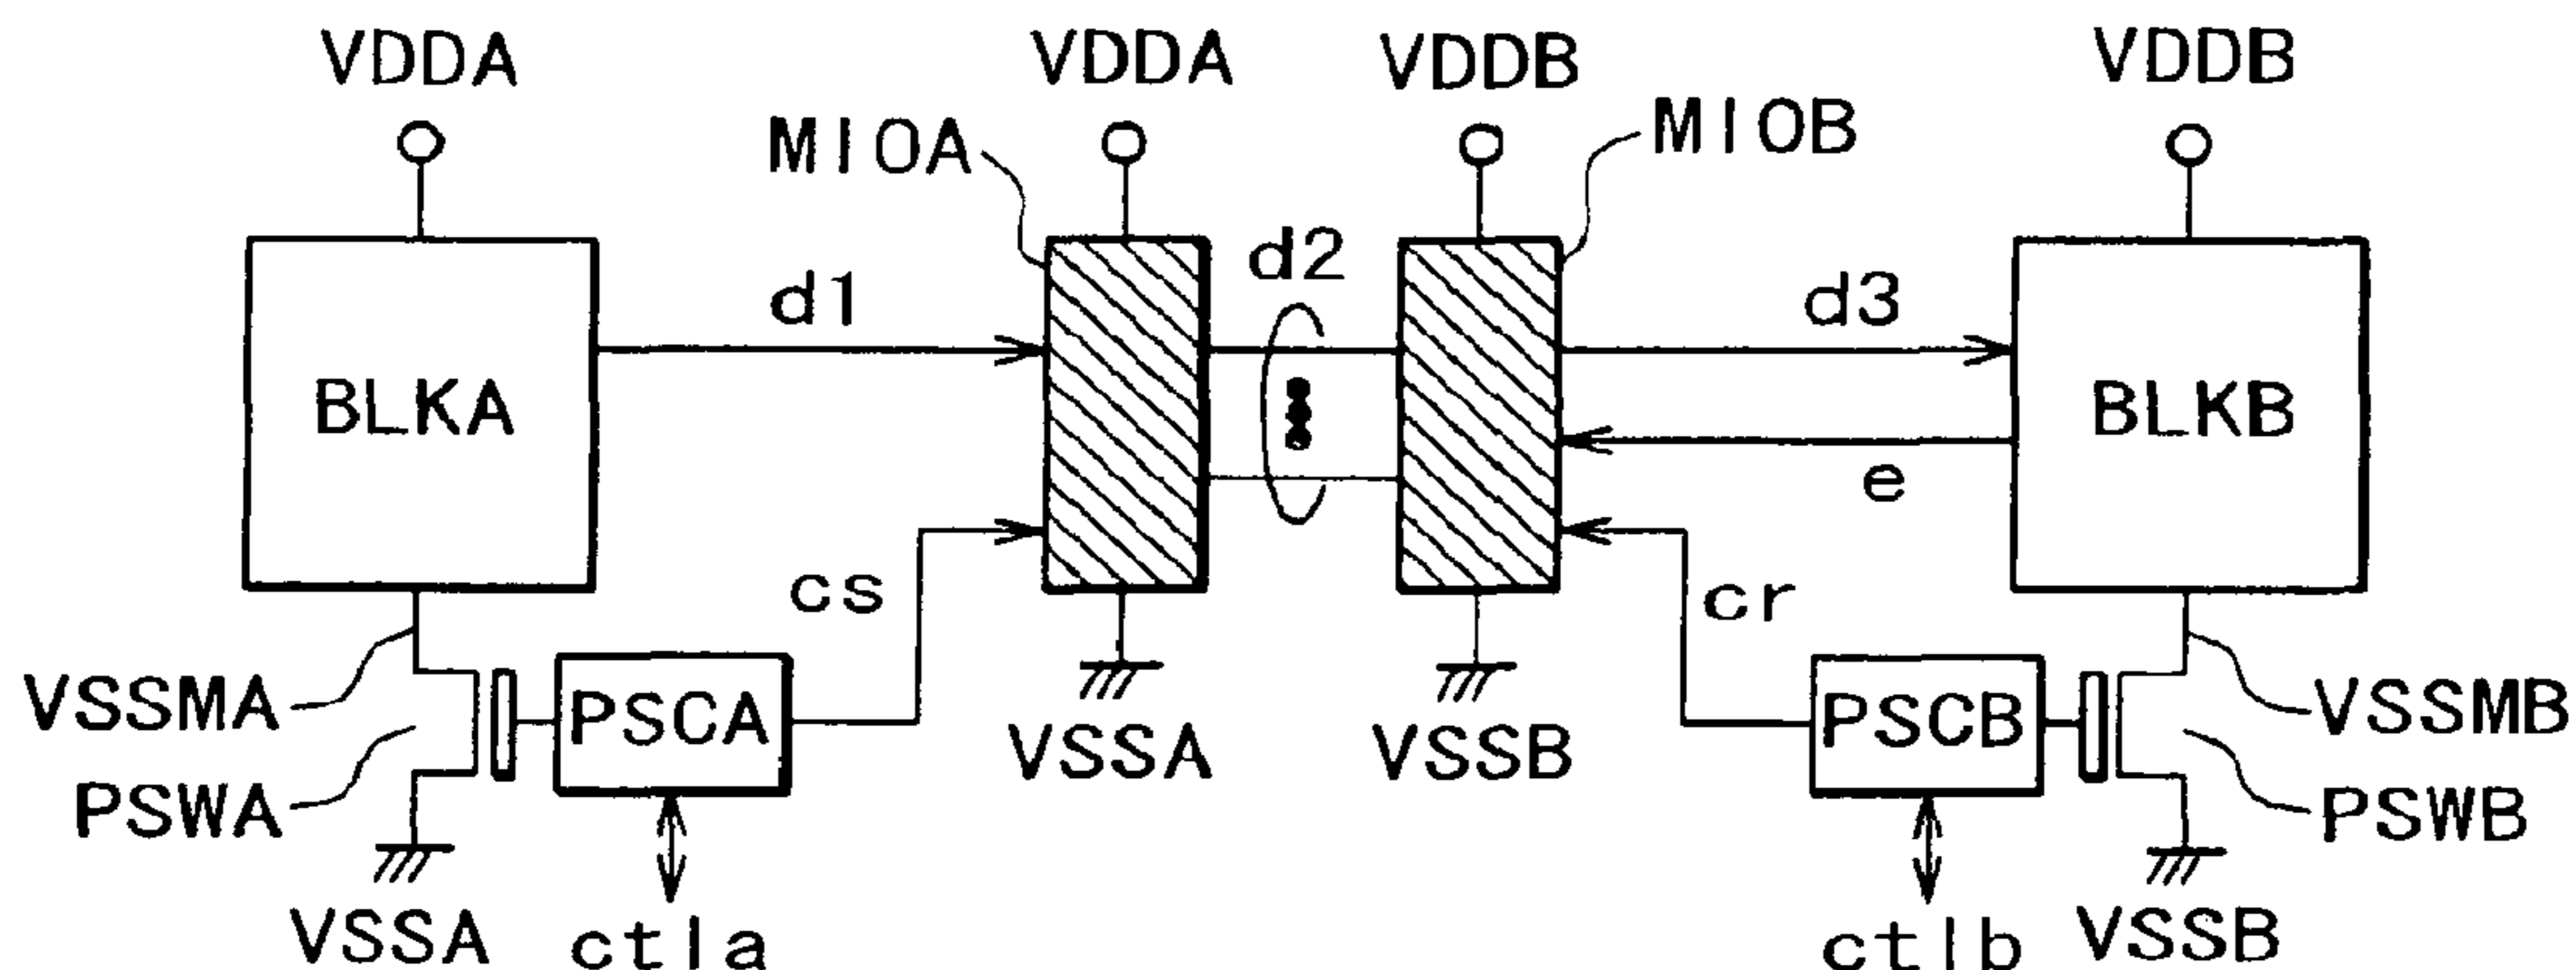 VDDA
VDDA
VDDB
VDDB
MIOA
MIOB
d1
d2
d3
BLKA
BLKB
e
cs
cr
VSSMA
PSCA
VSSA
VSSB
PSCB
VSSMB
PSWA
PSWB
VSSA
ctla
ctlb
VSSB